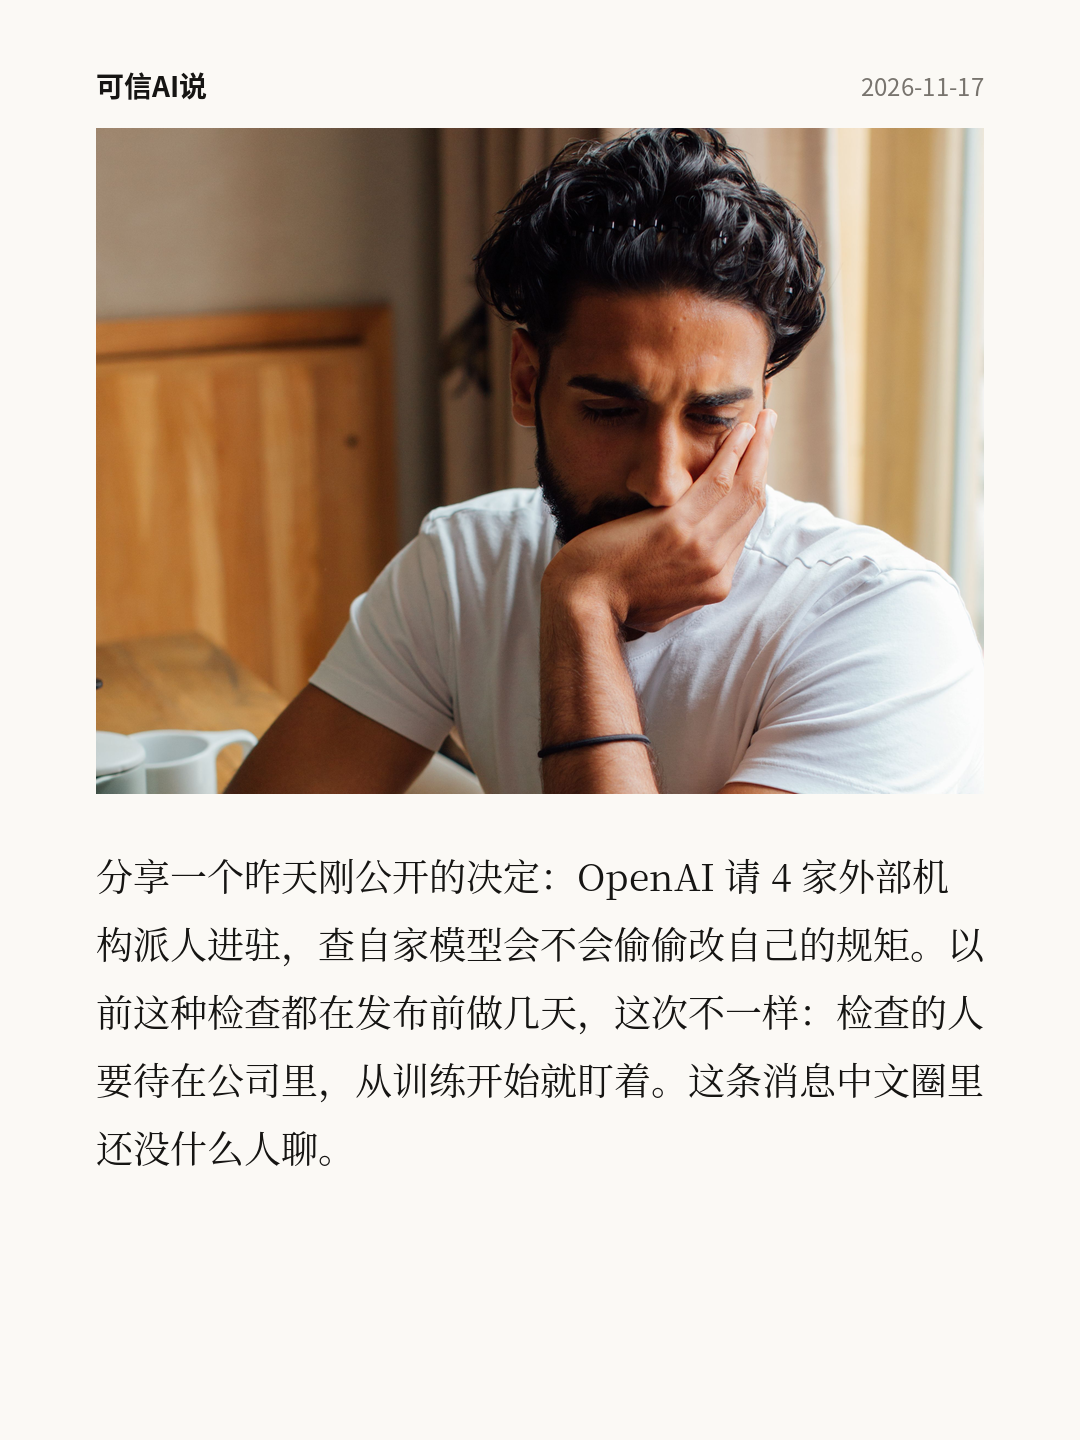 可信AI说
2026-11-17
分享一个昨天刚公开的决定：OpenAI 请 4 家外部机
构派人进驻，查自家模型会不会偷偷改自己的规矩。以
前这种检查都在发布前做几天，这次不一样：检查的人
要待在公司里，从训练开始就盯着。这条消息中文圈里
还没什么人聊。